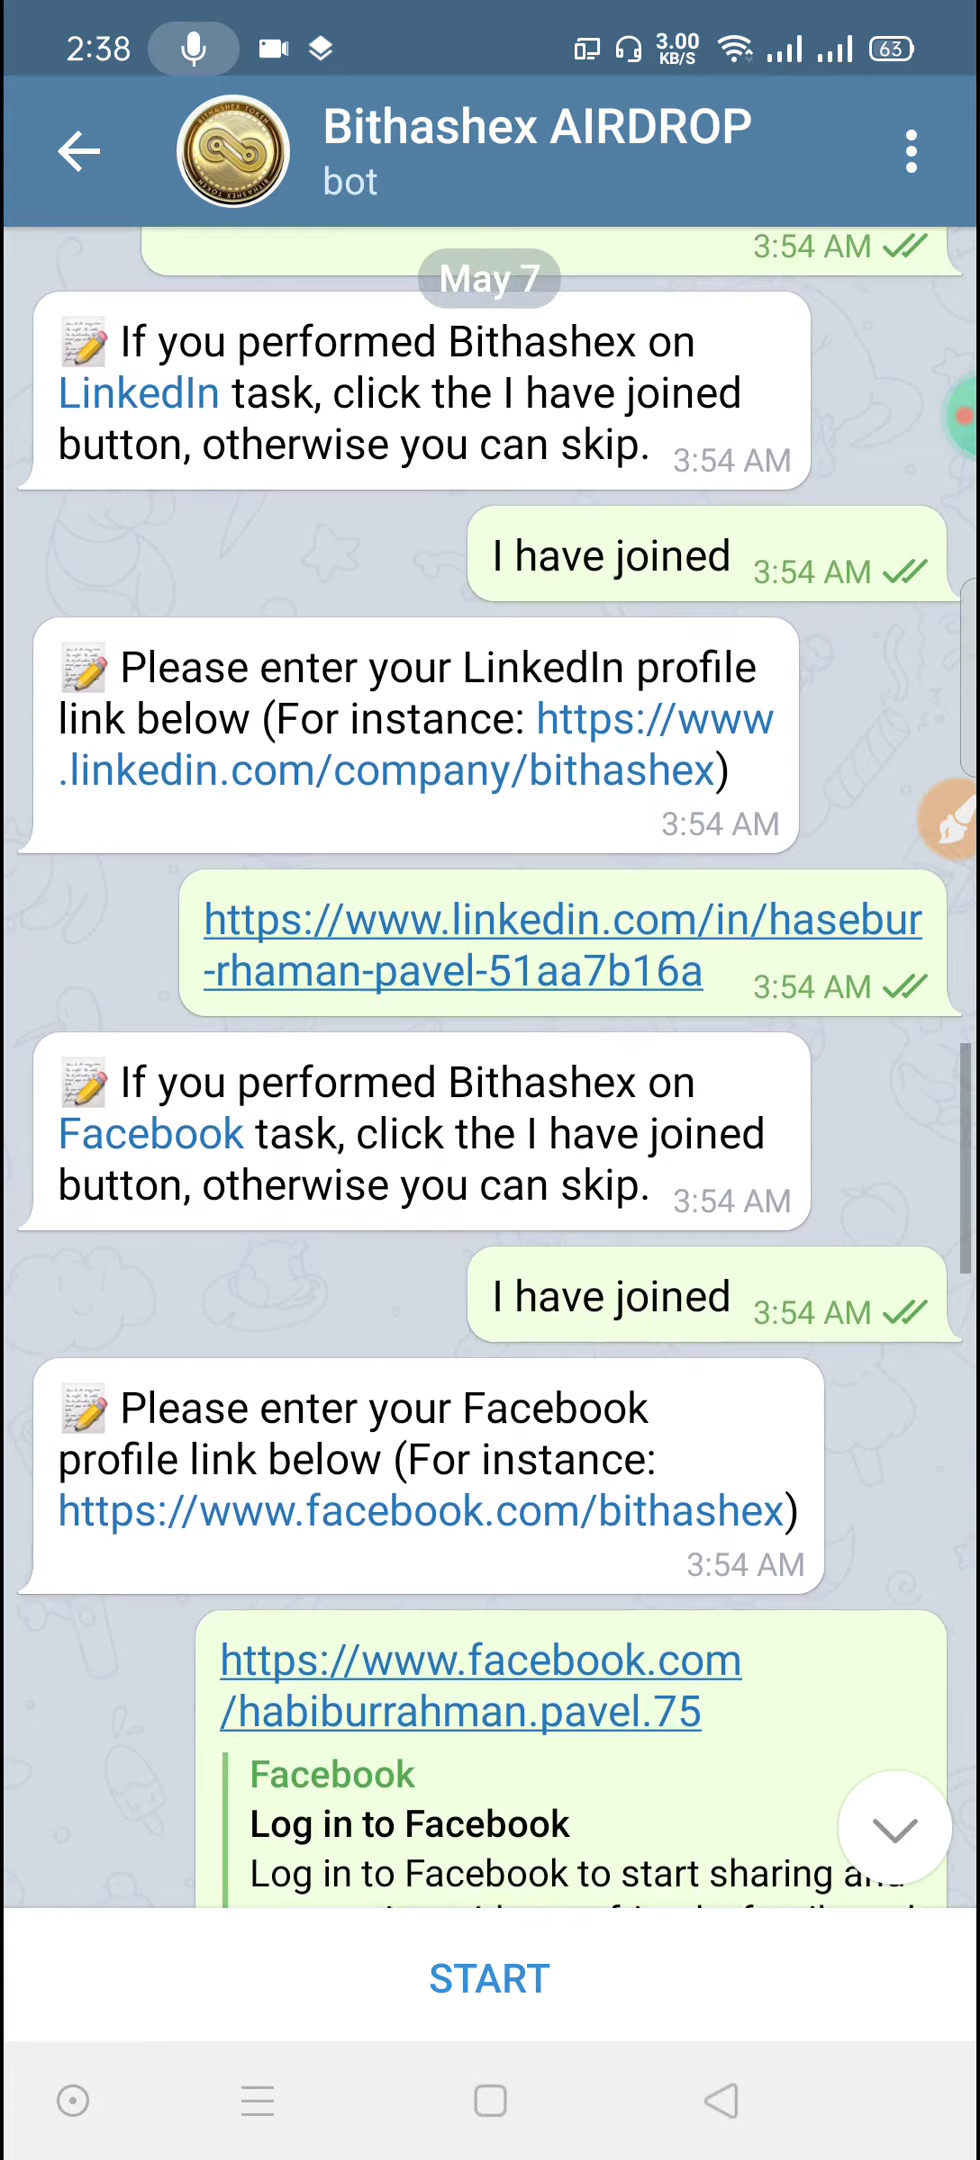 2:38
3.00
KB/S
63
Bithashex AIRDROP
bot
3:54 AM
May 7
If you performed Bithashex on
LinkedIn task, click the I have joined
button, otherwise you can skip. 3:54 AM
I have joined 3:54 AM
Please enter your LinkedIn profile
link below (For instance: https://www
.linkedin.com/company/bithashex)
3:54 AM
https://www.linkedin.com/in/hasebur
-rhaman-pavel-51aa7b16a 3:54 AM
If you performed Bithashex on
Facebook task, click the I have joined
button, otherwise you can skip. 3:54 AM
I have joined 3:54 AM
Please enter your Facebook
profile link below (For instance:
https://www.facebook.com/bithashex)
3:54 AM
https://www.facebook.com
/habiburrahman.pavel.75
Facebook
Log in to Facebook
Log in to Facebook to start sharing
START